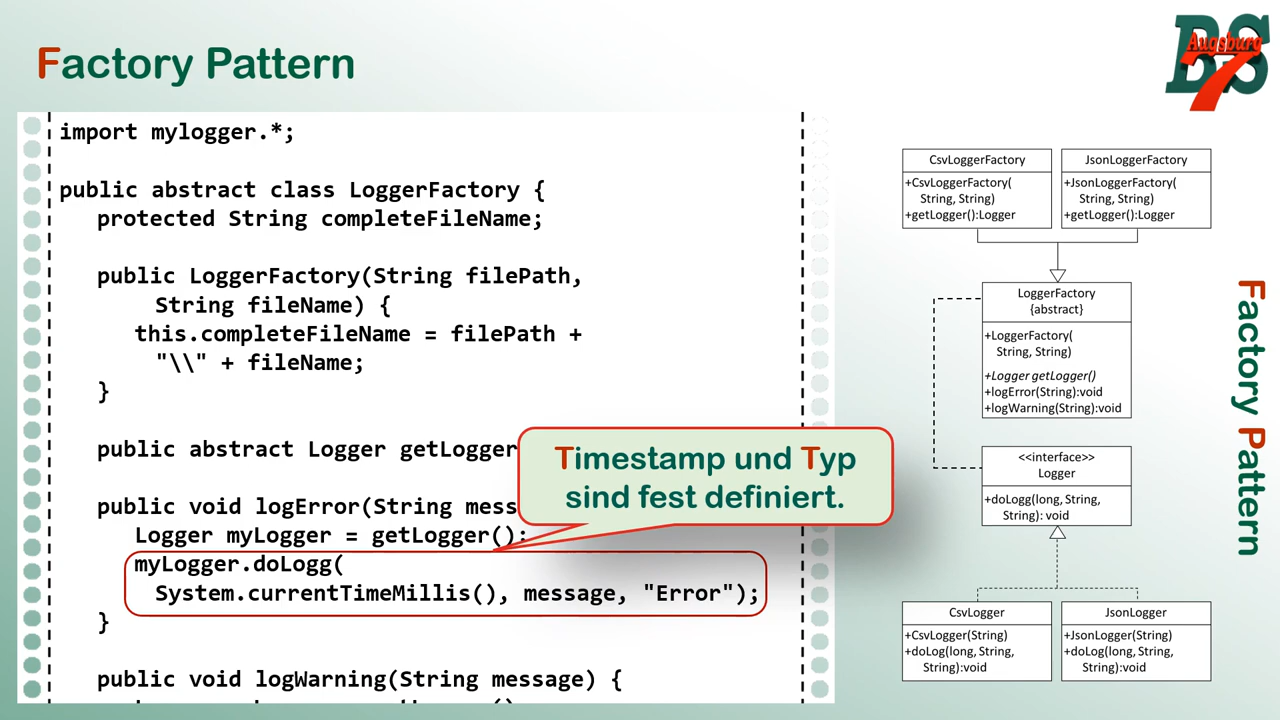 Factory Pattern
BS
Augsburg
7
import mylogger.*;
public abstract class LoggerFactory {
protected String completeFileName;
public LoggerFactory(String filePath,
String fileName) {
this.completeFileName = filePath +
"\\" + fileName;
}
public abstract Logger getLogger
public void logError(String mess
Logger myLogger = getLogger();
myLogger.doLogg(
System.currentTimeMillis(), message, "Error");
}
public void logWarning(String message) {
Timestamp und Typ
sind fest definiert.
CsvLoggerFactory
+CsvLoggerFactory(
String, String)
+getLogger():Logger
JsonLoggerFactory
+JsonLoggerFactory(
String, String)
+getLogger():Logger
LoggerFactory
{abstract}
+LoggerFactory(
String, String)
+Logger getLogger()
+logError(String):void
+logWarning(String):void
<<interface>>
Logger
+doLogg(long, String,
String): void
CsvLogger
+CsvLogger(String)
+doLog(long, String,
String):void
JsonLogger
+JsonLogger(String)
+doLog(long, String,
String):void
Factory Pattern